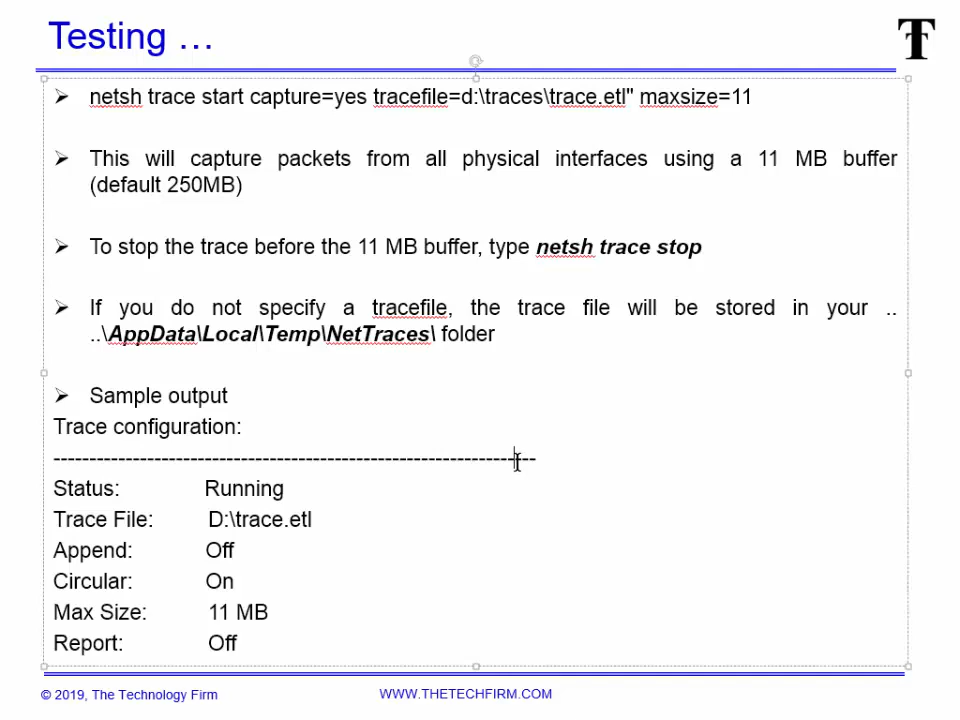 Testing …
➢ netsh trace start capture=yes tracefile=d:\traces\trace.etl" maxsize=11
➢ This will capture packets from all physical interfaces using a 11 MB buffer
(default 250MB)
➢ To stop the trace before the 11 MB buffer, type netsh trace stop
➢ If you do not specify a tracefile, the trace file will be stored in your ..
..\AppData\Local\Temp\NetTraces\ folder
➢ Sample output
Trace configuration:
-------------------------------------------------------------------
Status: Running
Trace File: D:\trace.etl
Append: Off
Circular: On
Max Size: 11 MB
Report: Off
© 2019, The Technology Firm
WWW.THETECHFIRM.COM